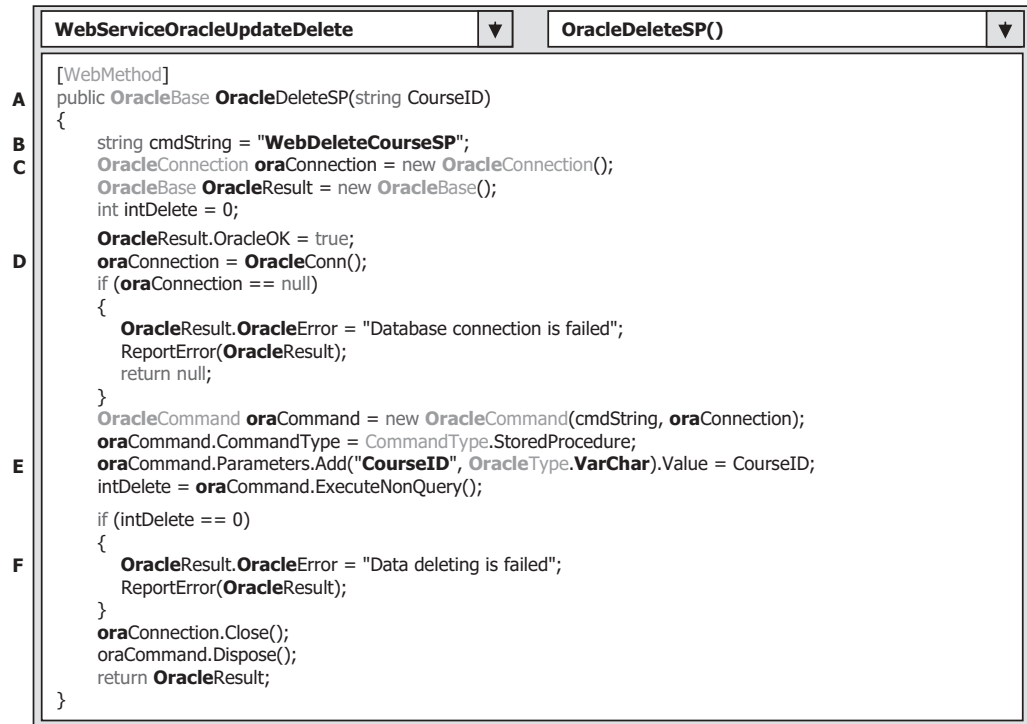 WebServiceOracleUpdateDelete OracleDeleteSP()
[WebMethod]
A public OracleBase OracleDeleteSP(string CourseID)
{
B string cmdString = "WebDeleteCourseSP";
C OracleConnection oraConnection = new OracleConnection();
OracleBase OracleResult = new OracleBase();
int intDelete = 0;
OracleResult.OracleOK = true;
D oraConnection = OracleConn();
if (oraConnection == null)
{
OracleResult.OracleError = "Database connection is failed";
ReportError(OracleResult);
return null;
}
OracleCommand oraCommand = new OracleCommand(cmdString, oraConnection);
oraCommand.CommandType = CommandType.StoredProcedure;
E oraCommand.Parameters.Add("CourseID", OracleType.VarChar).Value = CourseID;
intDelete = oraCommand.ExecuteNonQuery();
if (intDelete == 0)
{
F OracleResult.OracleError = "Data deleting is failed";
ReportError(OracleResult);
}
oraConnection.Close();
oraCommand.Dispose();
return OracleResult;
}